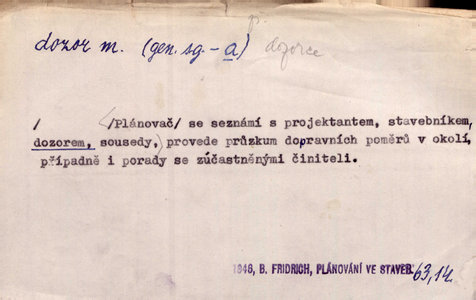 p.
dozor m. (gen. sg. -a) dozorce
/ /Plánovač/ se seznámí s projektantem, stavebníkem,
dozorem, sousedy, provede průzkum dopravních poměrů v okolí,
případně i porady se zúčastněnými činiteli.
1946, B. FRIDRICH, PLÁNOVÁNÍ VE STAVEB. 63,14.